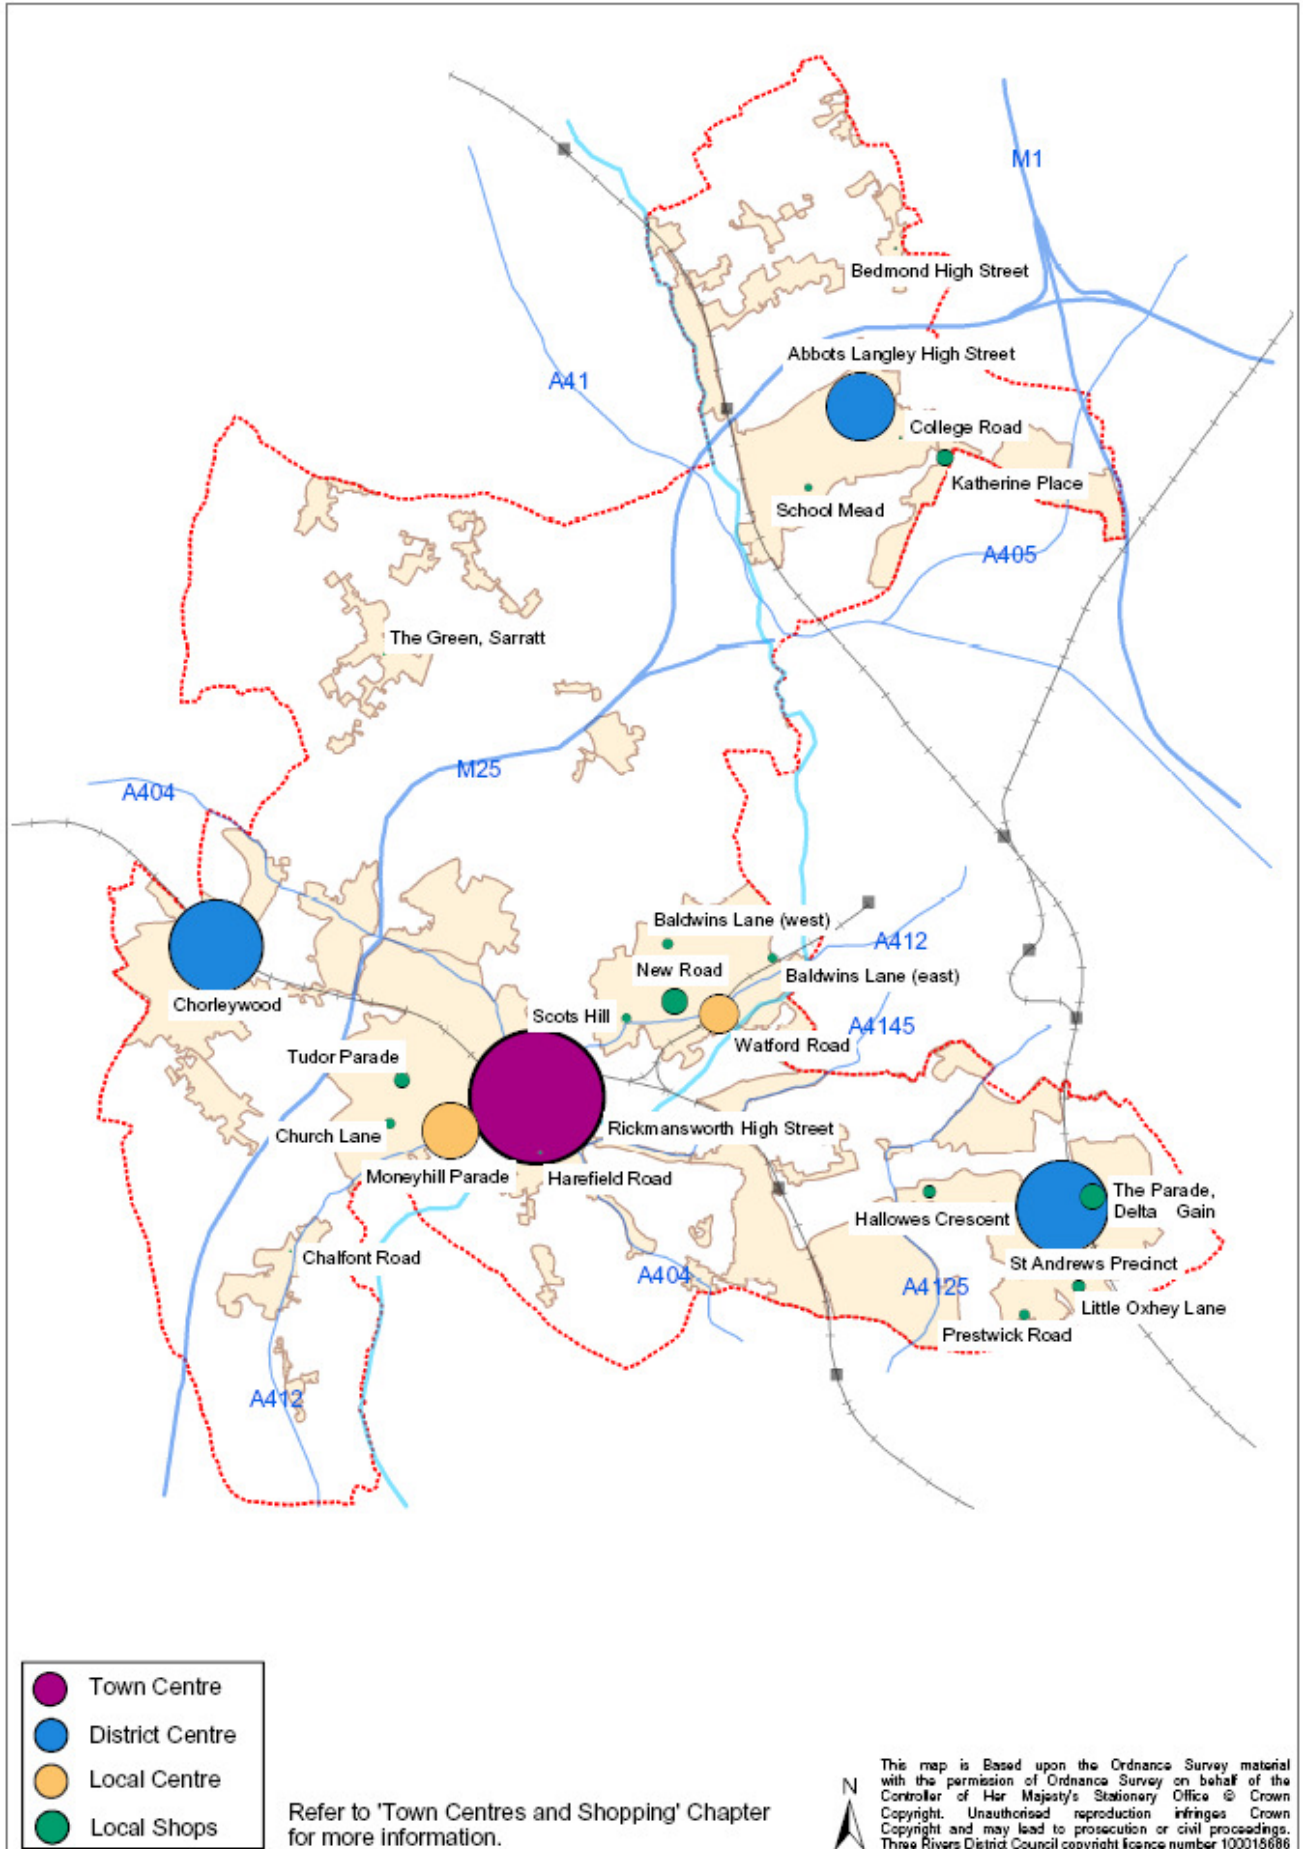 M1
Bedmond High Street
Abbots Langley High Street
A41
College Road
Katherine Place
School Mead
A405
The Green, Sarratt
M25
A404
Baldwins Lane (west)
A412
New Road
Baldwins Lane (east)
Chorleywood
Scots Hill
A4145
Watford Road
Tudor Parade
Rickmansworth High Street
Church Lane
Moneyhill Parade
Harefield Road
The Parade,
Delta Gain
Hallowes Crescent
Chalfont Road
St Andrews Precinct
A404
A4125
Little Oxhey Lane
Prestwick Road
A412
Town Centre
District Centre
Local Centre
Local Shops
Refer to 'Town Centres and Shopping' Chapter
for more information.
N
This map is Based upon the Ordnance Survey material
with the permission of Ordnance Survey on behalf of the
Controller of Her Majesty's Stationery Office © Crown
Copyright. Unauthorised reproduction infringes Crown
Copyright and may lead to prosecution or civil proceedings.
Three Rivers District Council copyright licence number 100018686